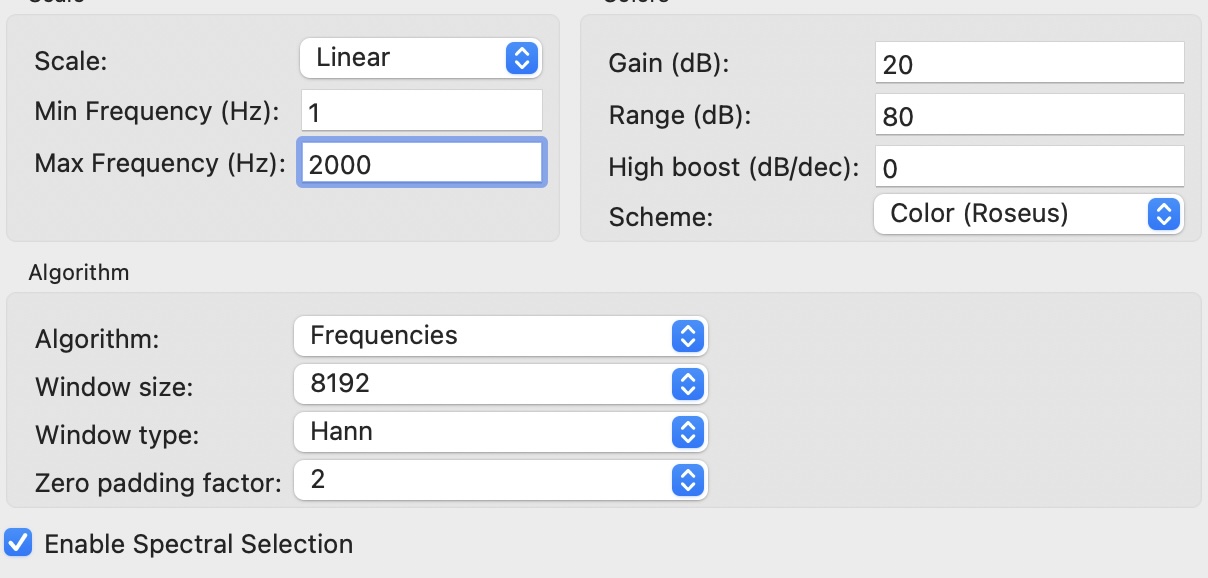 Scale
Colors
Scale: Linear
Min Frequency (Hz): 1
Max Frequency (Hz): 2000
Gain (dB): 20
Range (dB): 80
High boost (dB/dec): 0
Scheme: Color (Roseus)
Algorithm
Algorithm: Frequencies
Window size: 8192
Window type: Hann
Zero padding factor: 2
Enable Spectral Selection